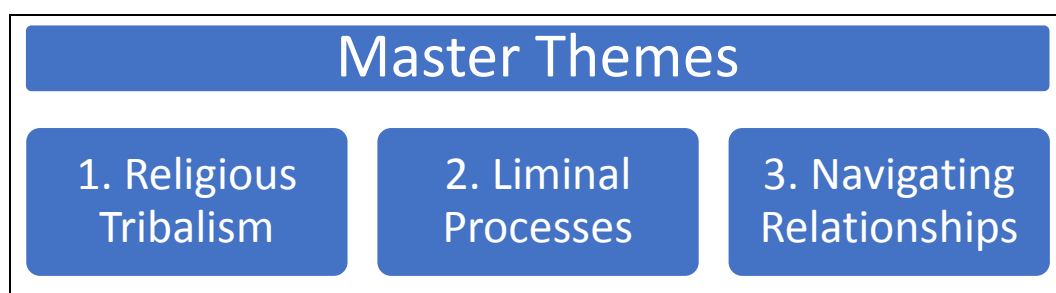 Master Themes
1. Religious
Tribalism
2. Liminal
Processes
3. Navigating
Relationships